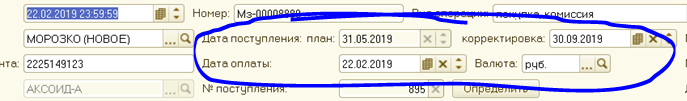 22.02.2019 23:59:59 Номер: Мз-00008889 Вид операции: покупка, комиссия
МОРОЗКО (НОВОЕ) ... Дата поступления: план: 31.05.2019 корректировка: 30.09.2019
нта: 2225149123 Дата оплаты: 22.02.2019 Валюта: руб. ...
АКСОИД-А № поступления: 895 Определить